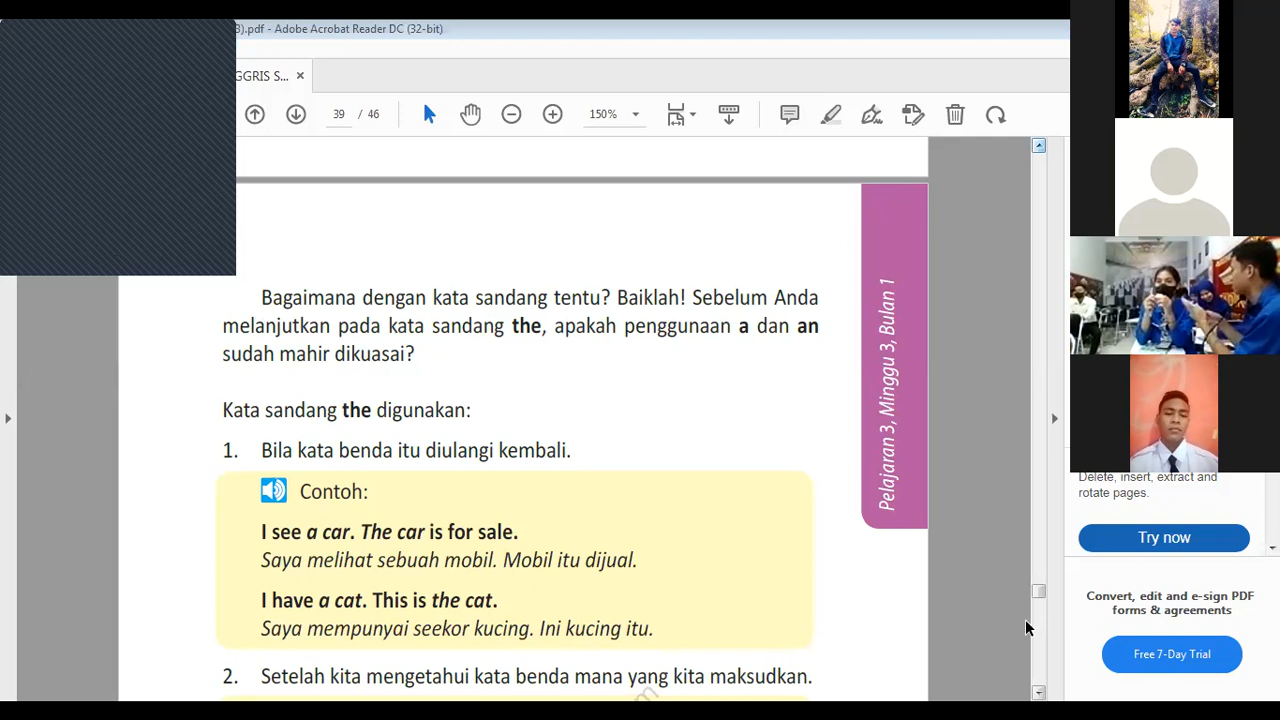 3).pdf - Adobe Acrobat Reader DC (32-bit)
GGRIS S... ×
39 / 46
150%
Bagaimana dengan kata sandang tentu? Baiklah! Sebelum Anda
melanjutkan pada kata sandang the, apakah penggunaan a dan an
sudah mahir dikuasai?
Kata sandang the digunakan:
1. Bila kata benda itu diulangi kembali.
Contoh:
I see a car. The car is for sale.
Saya melihat sebuah mobil. Mobil itu dijual.
I have a cat. This is the cat.
Saya mempunyai seekor kucing. Ini kucing itu.
2. Setelah kita mengetahui kata benda mana yang kita maksudkan.
Pelajaran 3, Minggu 3, Bulan 1
Delete, insert, extract and
rotate pages.
Try now
Convert, edit and e-sign PDF
forms & agreements
Free 7-Day Trial